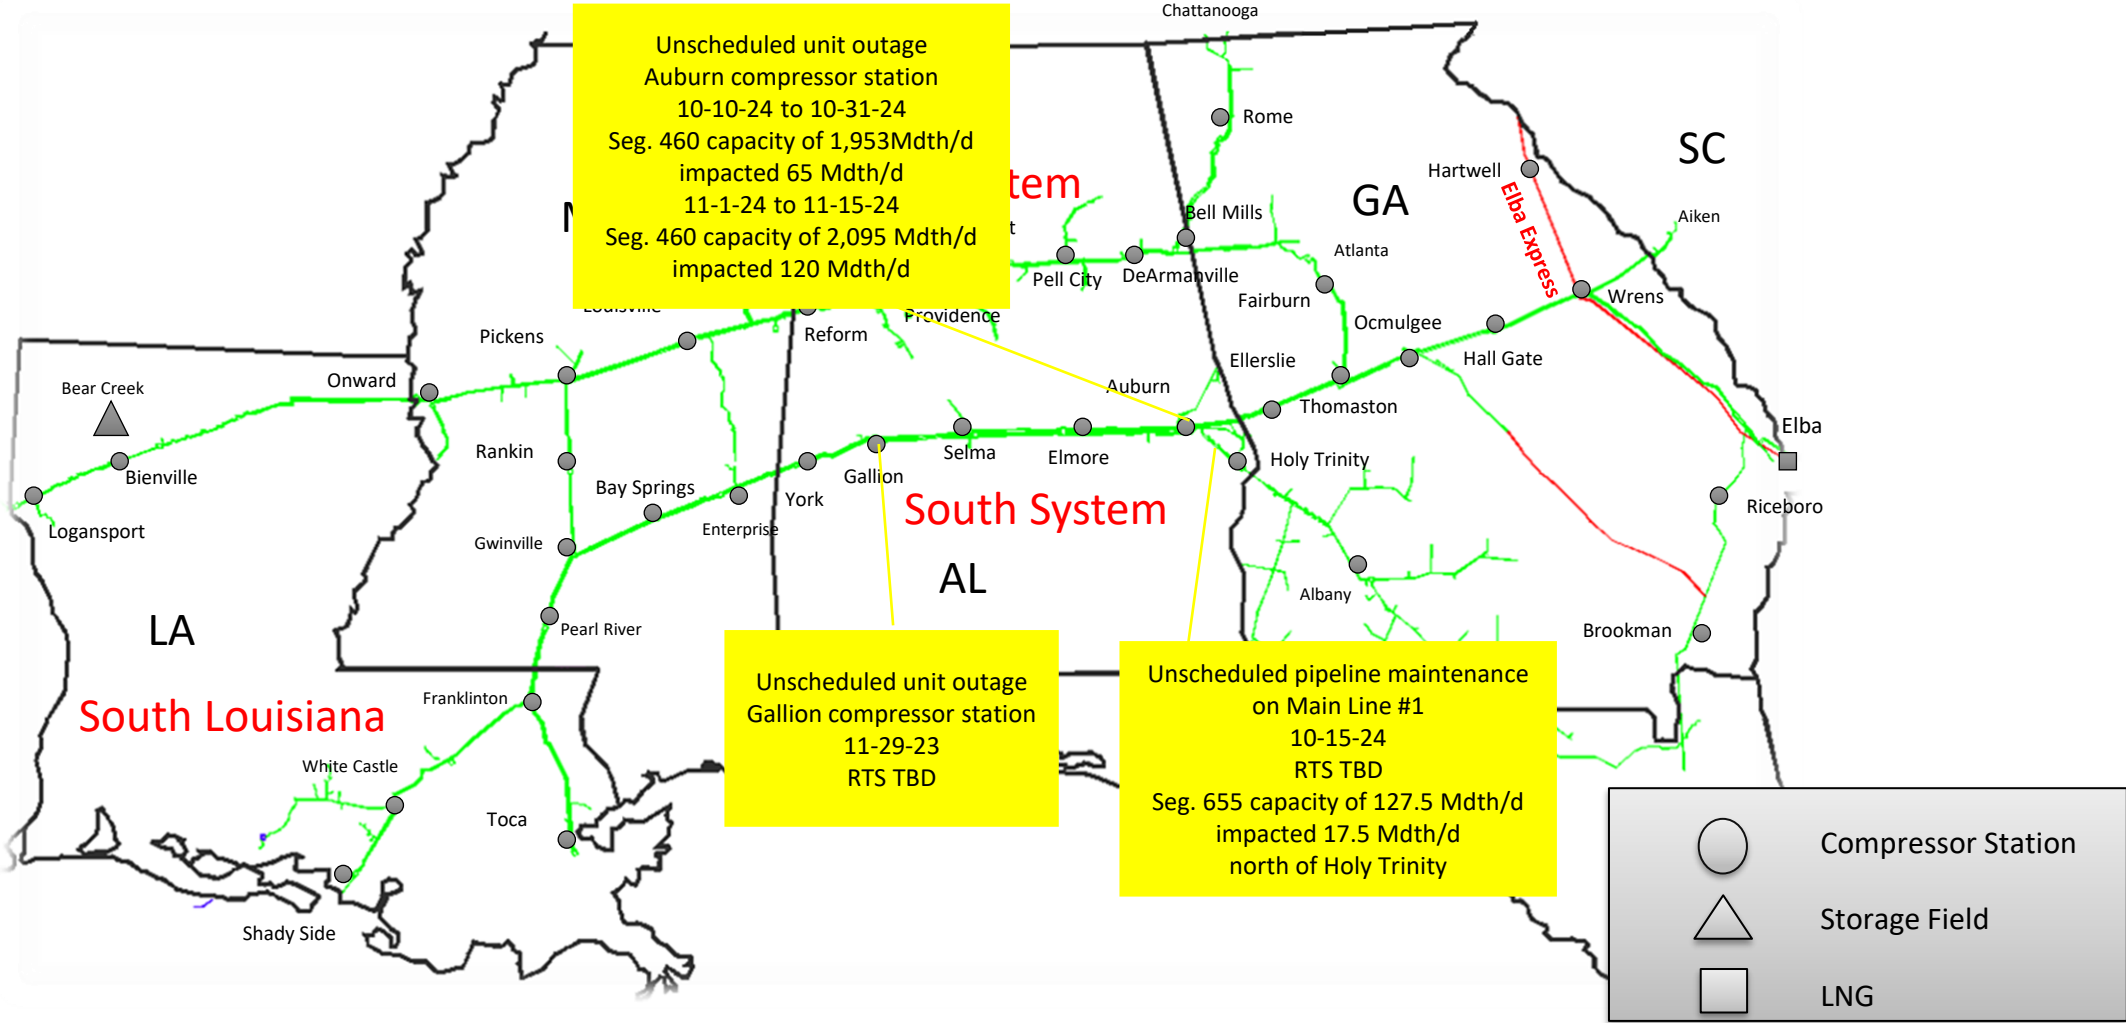 Chattanooga
Unscheduled unit outage
Auburn compressor station
10-10-24 to 10-31-24
Seg. 460 capacity of 1,953Mdth/d
impacted 65 Mdth/d
11-1-24 to 11-15-24
Seg. 460 capacity of 2,095 Mdth/d
impacted 120 Mdth/d
Rome
SC
Hartwell
tem
GA
Elba Express
Aiken
Bell Mills
Atlanta
Pell City
DeArmanville
Fairburn
Wrens
Louisville
Providence
Reform
Pickens
Ocmulgee
Hall Gate
Ellerslie
Onward
Bear Creek
Auburn
Thomaston
Elba
Rankin
Bienville
Selma
Elmore
Holy Trinity
Gallion
Bay Springs
York
South System
Riceboro
Logansport
Enterprise
Gwinville
AL
Albany
LA
Pearl River
Brookman
Franklinton
South Louisiana
Unscheduled unit outage
Gallion compressor station
11-29-23
RTS TBD
Unscheduled pipeline maintenance
on Main Line #1
10-15-24
RTS TBD
Seg. 655 capacity of 127.5 Mdth/d
impacted 17.5 Mdth/d
north of Holy Trinity
White Castle
Toca
Shady Side
Compressor Station
Storage Field
LNG